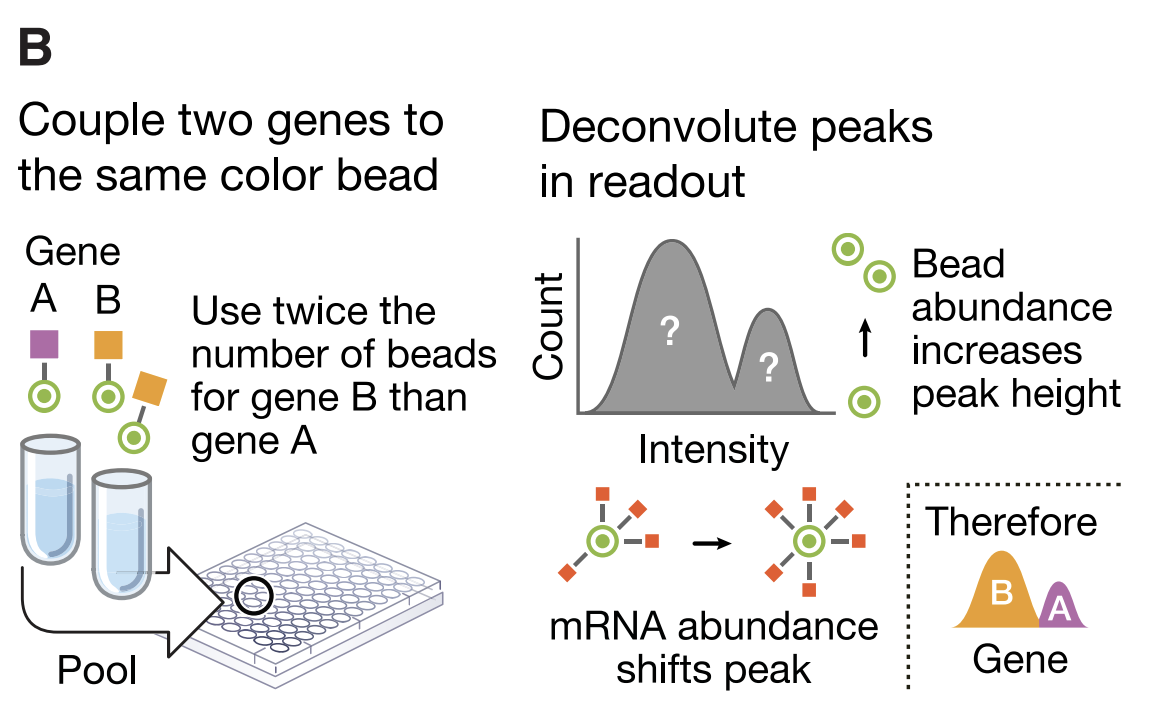 B
Couple two genes to
the same color bead
Gene
A B
Use twice the
number of beads
for gene B than
gene A
Pool
Deconvolute peaks
in readout
Count
? ?
Intensity
Bead
abundance
increases
peak height
mRNA abundance
shifts peak
Therefore
B A
Gene